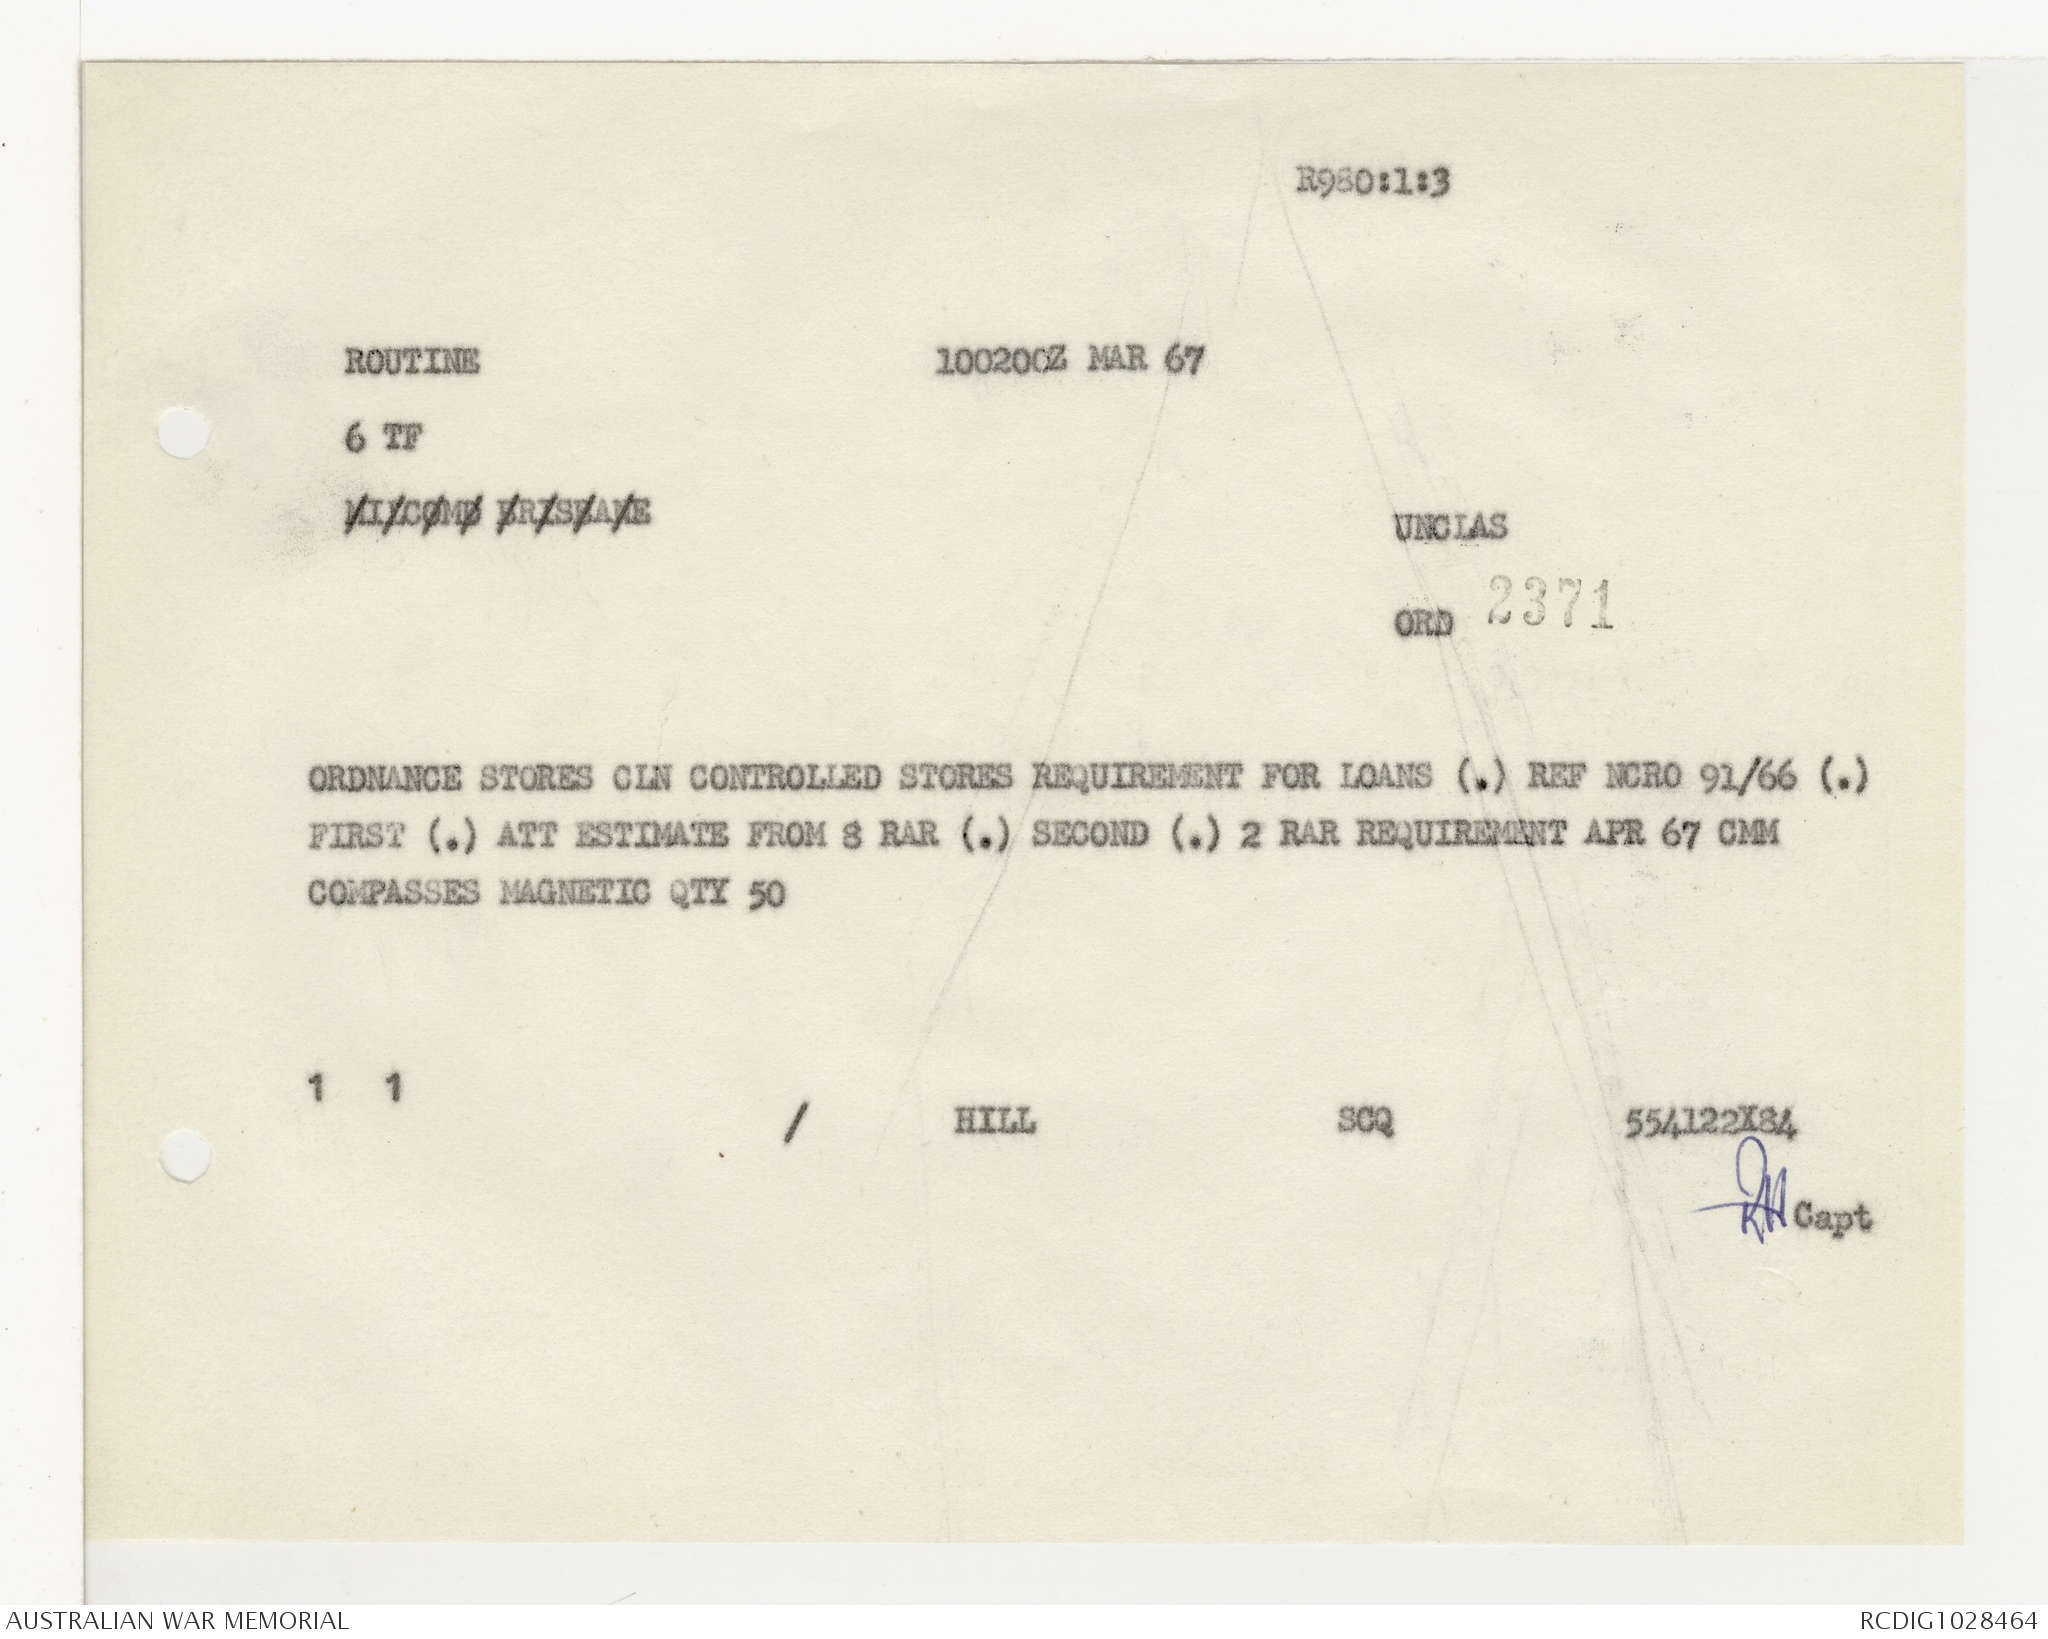 R980:1:3
ROUTINE 100200Z MAR 67
6 TF
MILCOMD BRISBANE
UNCLAS
ORD 2371
ORDNANCE STORES CLN CONTROLLED STORES REQUIREMENT FOR LOANS (.) REF NCRO 91/66 (.)
FIRST (.) ATT ESTIMATE FROM 8 RAR (.) SECOND (.) 2 RAR REQUIREMENT APR 67 CMM
COMPASSES MAGNETIC QTY 50
1 1
/ HILL SCQ 554122X84
Capt
AUSTRALIAN WAR MEMORIAL RCDIG1028464